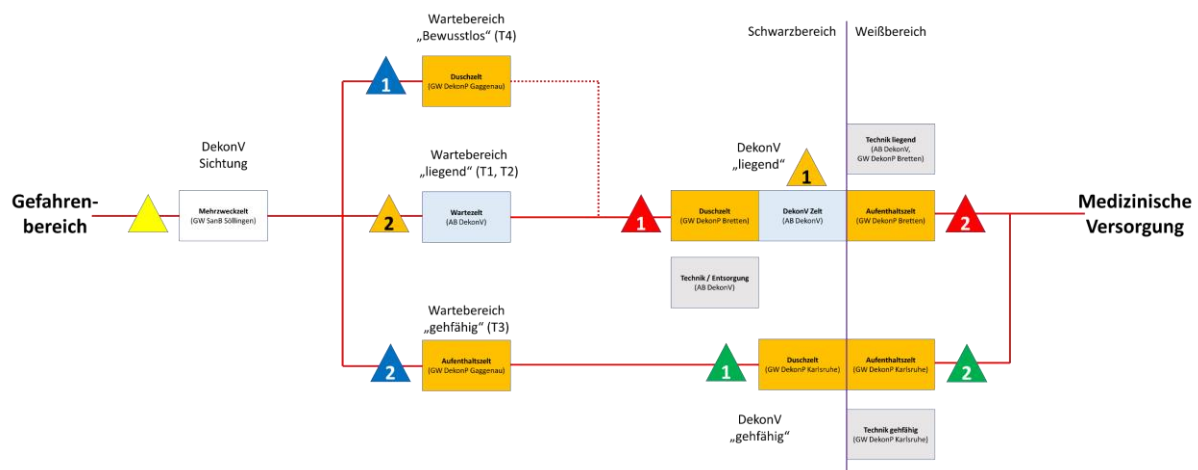 Wartebereich
„Bewusstlos“ (T4)
Schwarzbereich
Weißbereich
1
Duschzelt
(GW DekonP Gaggenau)
DekonV
Sichtung
Wartebereich
„liegend“ (T1, T2)
DekonV
„liegend“
1
Technik liegend
(AB DekonV,
GW DekonP Bretten)
Gefahren-
bereich
Mehrzweckzelt
(GW SanB Söllingen)
2
Wartezelt
(AB DekonV)
1
Duschzelt
(GW DekonP Bretten)
DekonV Zelt
(AB DekonV)
Aufenthaltszelt
(GW DekonP Bretten)
2
Medizinische
Versorgung
Technik / Entsorgung
(AB DekonV)
Wartebereich
„gehfähig“ (T3)
2
Aufenthaltszelt
(GW DekonP Gaggenau)
1
Duschzelt
(GW DekonP Karlsruhe)
Aufenthaltszelt
(GW DekonP Karlsruhe)
2
DekonV
„gehfähig“
Technik gehfähig
(GW DekonP Karlsruhe)